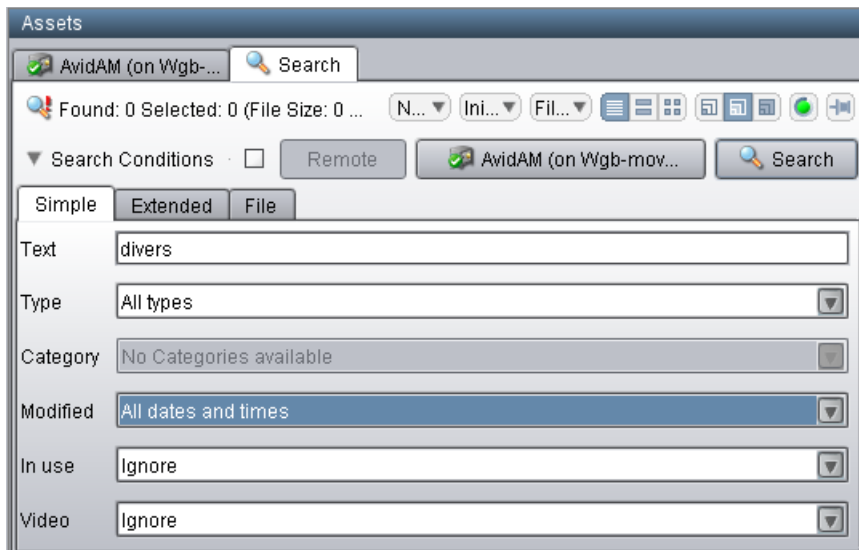 Assets
AvidAM (on Wgb-... Search
Found: 0 Selected: 0 (File Size: 0 ... N... Ini... Fil...
Search Conditions Remote AvidAM (on Wgb-mov... Search
Simple Extended File
Text divers
Type All types
Category No Categories available
Modified All dates and times
In use Ignore
Video Ignore